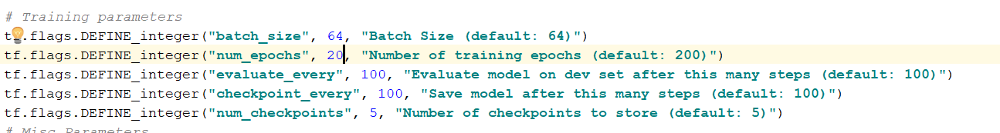 # Training parameters
t.flags.DEFINE_integer("batch_size", 64, "Batch Size (default: 64)")
tf.flags.DEFINE_integer("num_epochs", 20, "Number of training epochs (default: 200)")
tf.flags.DEFINE_integer("evaluate_every", 100, "Evaluate model on dev set after this many steps (default: 100)")
tf.flags.DEFINE_integer("checkpoint_every", 100, "Save model after this many steps (default: 100)")
tf.flags.DEFINE_integer("num_checkpoints", 5, "Number of checkpoints to store (default: 5)")
# Misc Parameters